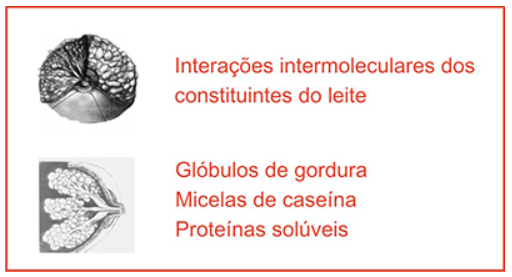 Interações intermoleculares dos
constituintes do leite
Glóbulos de gordura
Micelas de caseína
Proteínas solúveis